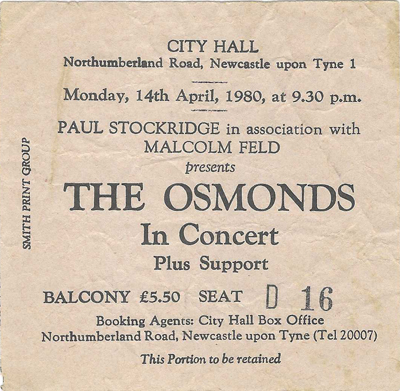 CITY HALL
Northumberland Road, Newcastle upon Tyne 1
Monday, 14th April, 1980, at 9.30 p.m.
PAUL STOCKRIDGE in association with
MALCOLM FELD
presents
THE OSMONDS
In Concert
Plus Support
BALCONY £5.50 SEAT D 16
Booking Agents: City Hall Box Office
Northumberland Road, Newcastle upon Tyne (Tel 20007)
This Portion to be retained
SMITH PRINT GROUP